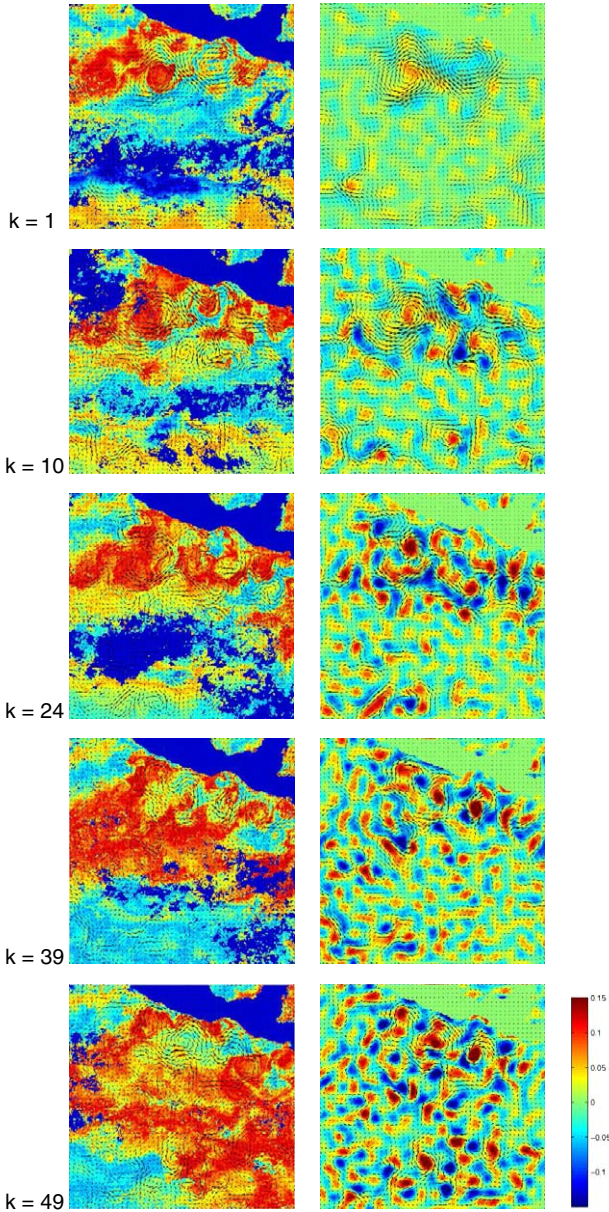 k = 1
k = 10
k = 24
k = 39
k = 49
0.15
0.1
0.05
0
−0.05
−0.1